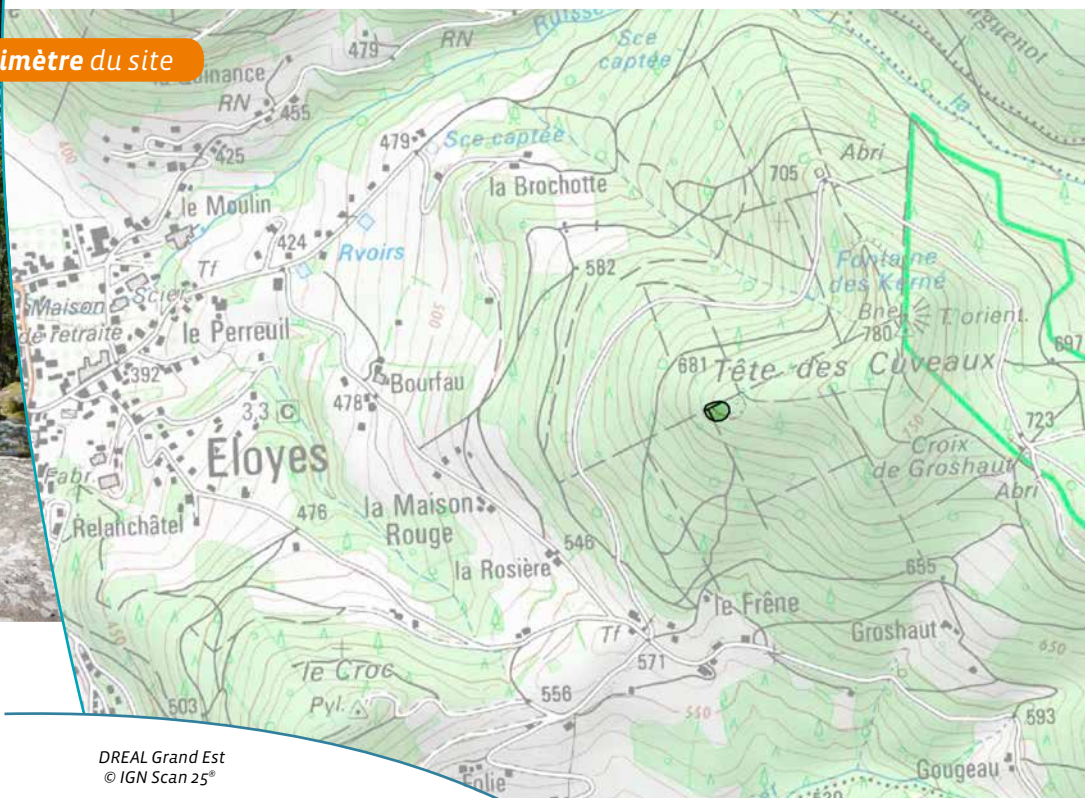 imètre du site
479
RN
Ruisse
Sce
captée
RN
455
425
479
Sce captée
la Brochotte
Abri
705
la
400
le Moulin
424
Rvoirs
Tf
582
Fontaine
des Kerné
Bne
T. orient.
780
697
Maison
de retraite
Scie
le Perreuil
500
681
Tête des Cuveaux
392
Bourfau
3,3 C
478
750
723
Eloyes
Croix
de Groshaut
Abri
Fabr.
Relanchâtel
476
la Maison
Rouge
546
la Rosière
655
le Frêne
Groshaut
Tf
571
650
450
le Croc
Pyl.
503
556
550
593
Gougeau
Folie
DREAL Grand Est
© IGN Scan 25®